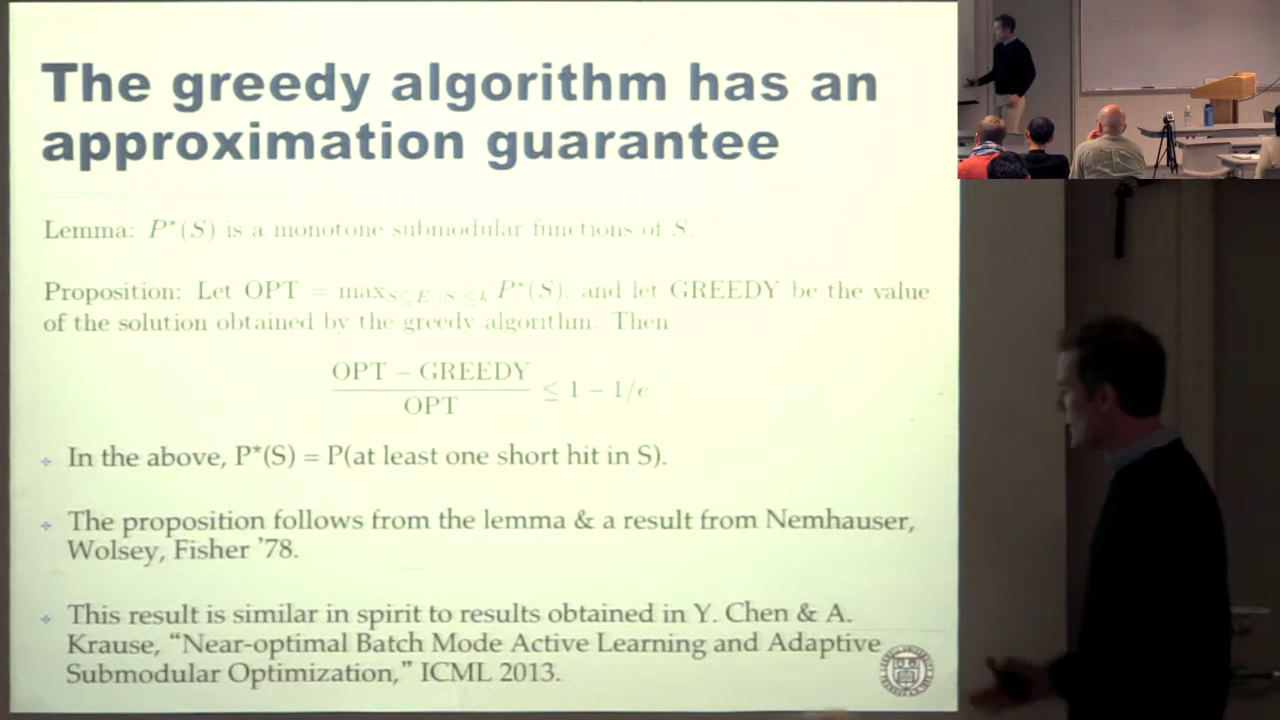 The greedy algorithm has an
approximation guarantee
Lemma: P*(S) is a monotone submodular functions of S.
Proposition: Let OPT = max_{S⊆E:|S|≤k} P*(S), and let GREEDY be the value
of the solution obtained by the greedy algorithm. Then
OPT − GREEDY
≤ 1 − 1/e
OPT
In the above, P*(S) = P(at least one short hit in S).
The proposition follows from the lemma & a result from Nemhauser,
Wolsey, Fisher ’78.
This result is similar in spirit to results obtained in Y. Chen & A.
Krause, “Near-optimal Batch Mode Active Learning and Adaptive
Submodular Optimization,” ICML 2013.